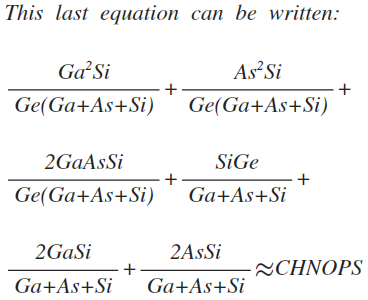 This last equation can be written:
Ga²Si / Ge(Ga+As+Si) + As²Si / Ge(Ga+As+Si) +
2GaAsSi / Ge(Ga+As+Si) + SiGe / Ga+As+Si +
2GaSi / Ga+As+Si + 2AsSi / Ga+As+Si ≈CHNOPS